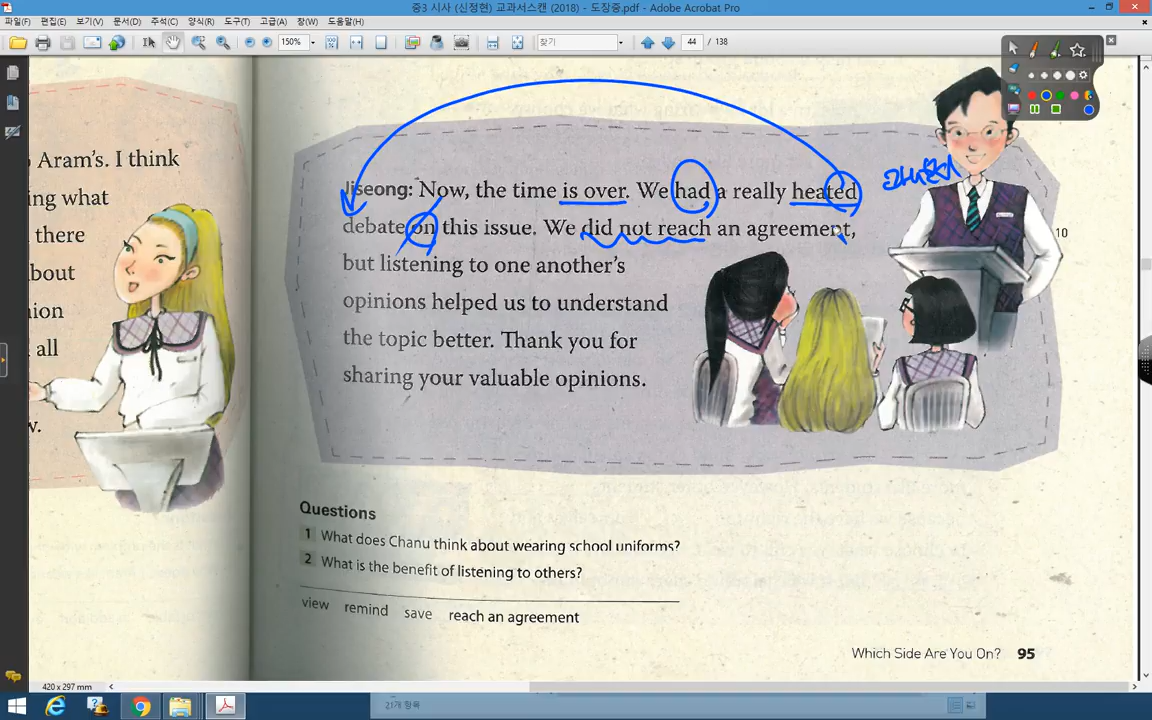 중3 시사 (신정현) 교과서스캔 (2018) - 도징중.pdf - Adobe Acrobat Pro
파일(F) 편집(E) 보기(V) 문서(D) 주석(C) 양식(R) 도구(T) 고급(A) 창(W) 도움말(H)
150% 찾기 44 / 138
Aram's. I think
ing what
there
bout
nion
all
w.
Jiseong: Now, the time is over. We had a really heated
debate on this issue. We did not reach an agreement,
but listening to one another's
opinions helped us to understand
the topic better. Thank you for
sharing your valuable opinions.
10
Questions
1 What does Chanu think about wearing school uniforms?
2 What is the benefit of listening to others?
view remind save reach an agreement
Which Side Are You On? 95
420 x 297 mm
21개 항목